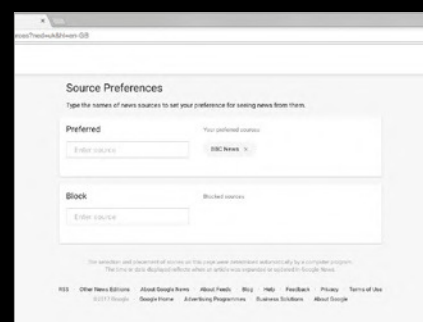 Source Preferences
Type the names of news sources to set your preference for seeing news from them.
Preferred
Your preferred sources
Enter source
BBC News ×
Block
Blocked sources
Enter source
The selection and placement of stories on this page were determined automatically by a computer program.
The time or date displayed reflects when an article was expanded or updated in Google News.
RSS Other News Editions About Google News About Feeds Blog Help Feedback Privacy Terms of Use
Google Google Home Advertising Programmes Business Solutions About Google